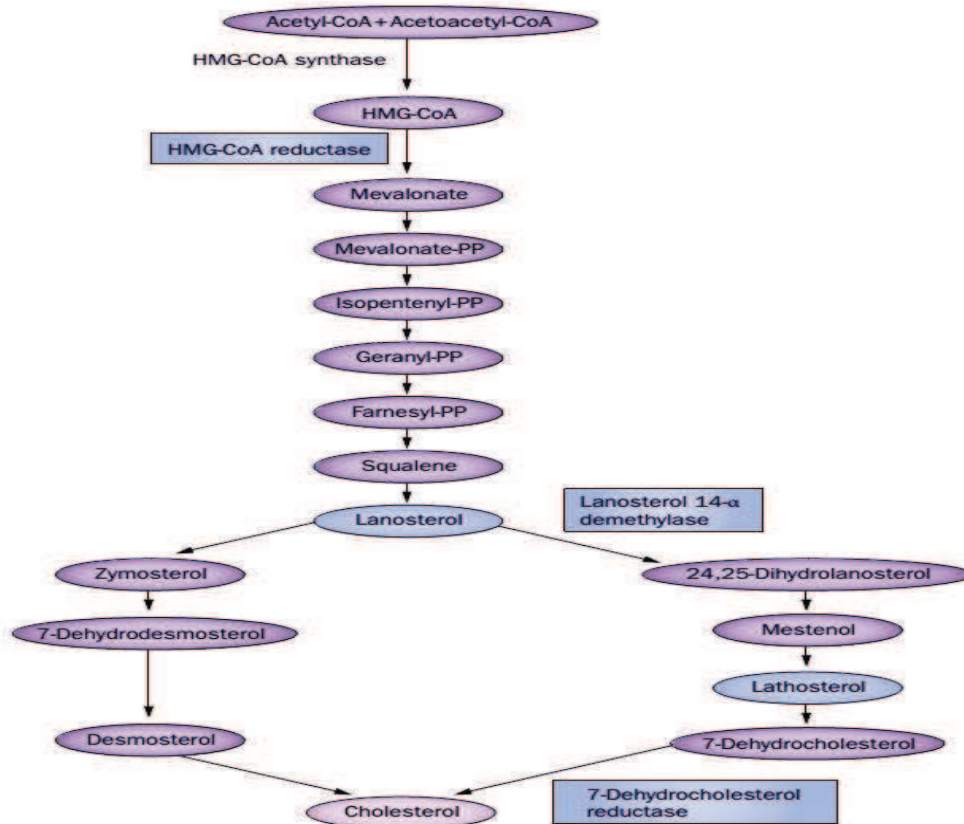 Acetyl-CoA + Acetoacetyl-CoA
HMG-CoA synthase
HMG-CoA
HMG-CoA reductase
Mevalonate
Mevalonate-PP
Isopentenyl-PP
Geranyl-PP
Farnesyl-PP
Squalene
Lanosterol
Lanosterol 14-α
demethylase
Zymosterol
24,25-Dihydrolanosterol
7-Dehydrodesmosterol
Mestenol
Lathosterol
Desmosterol
7-Dehydrocholesterol
Cholesterol
7-Dehydrocholesterol
reductase